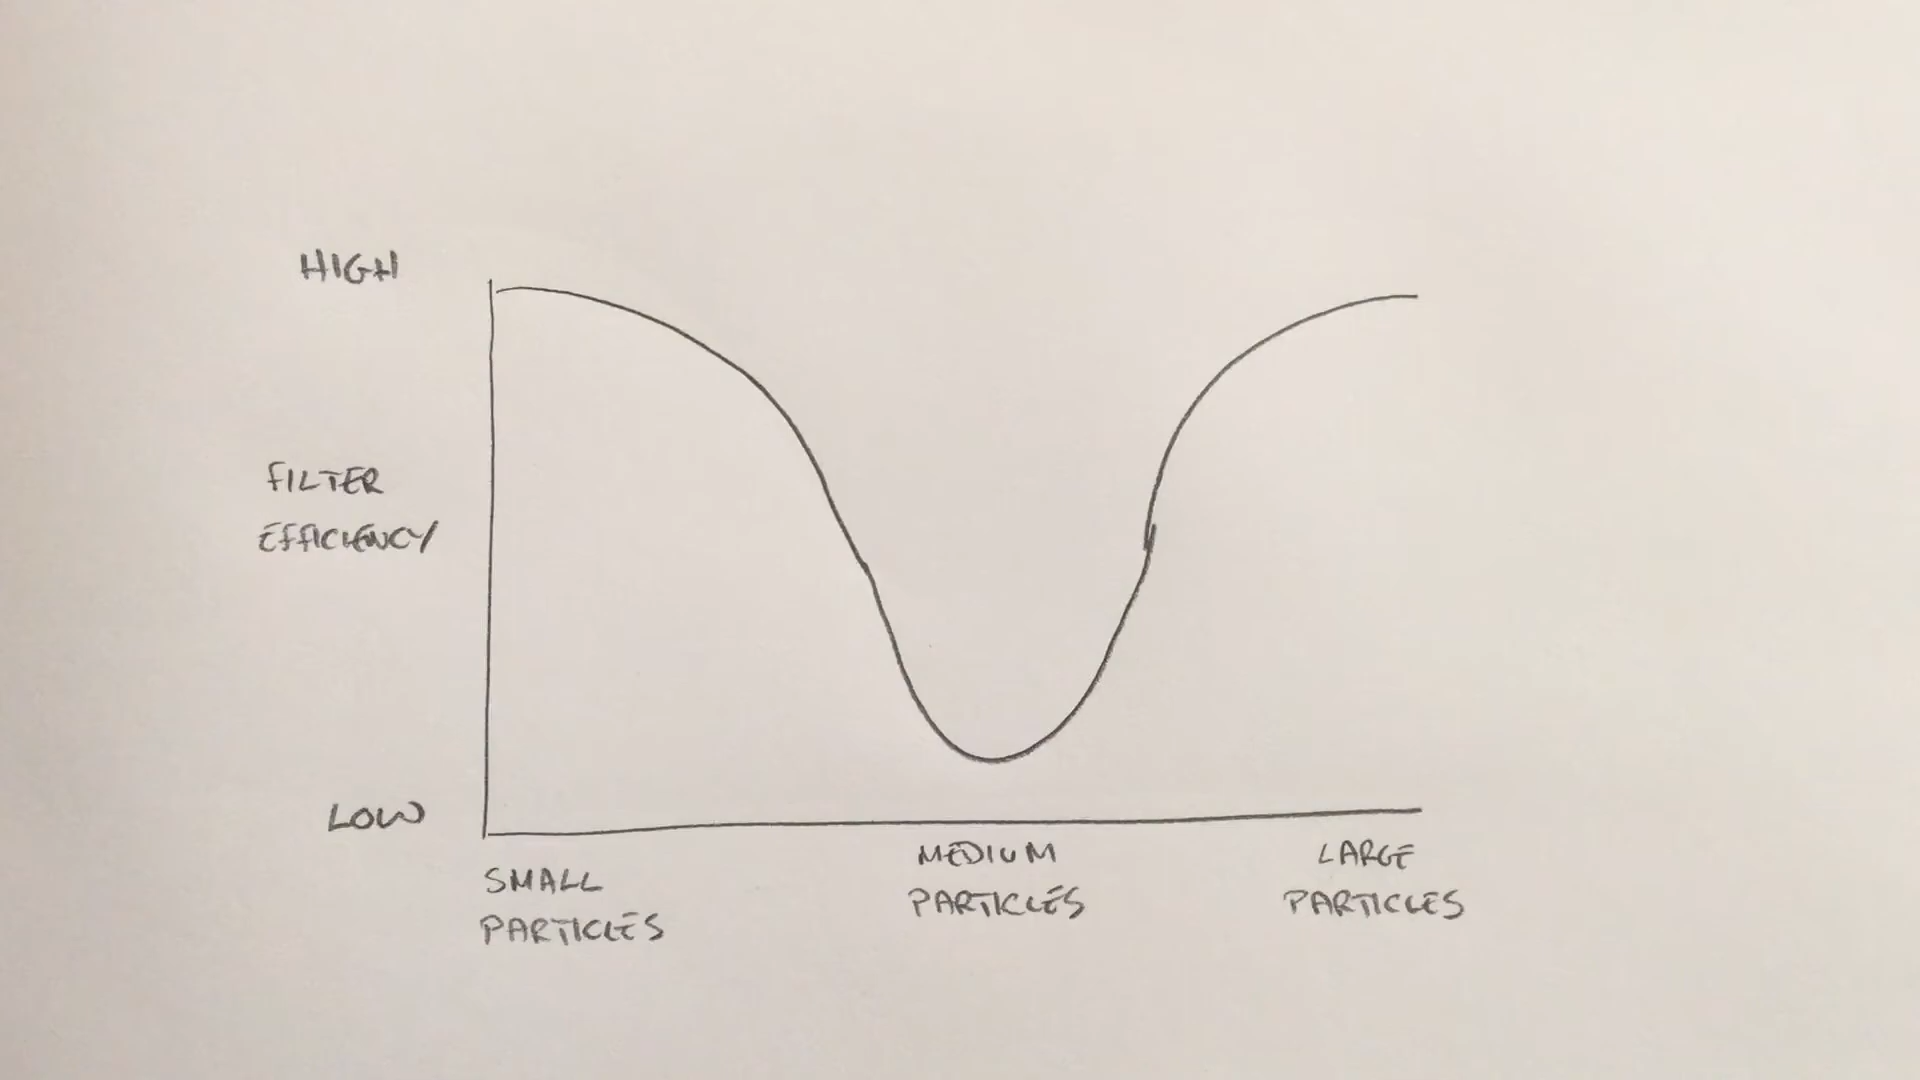 HIGH
FILTER
EFFICIENCY
LOW
SMALL
PARTICLES
MEDIUM
PARTICLES
LARGE
PARTICLES